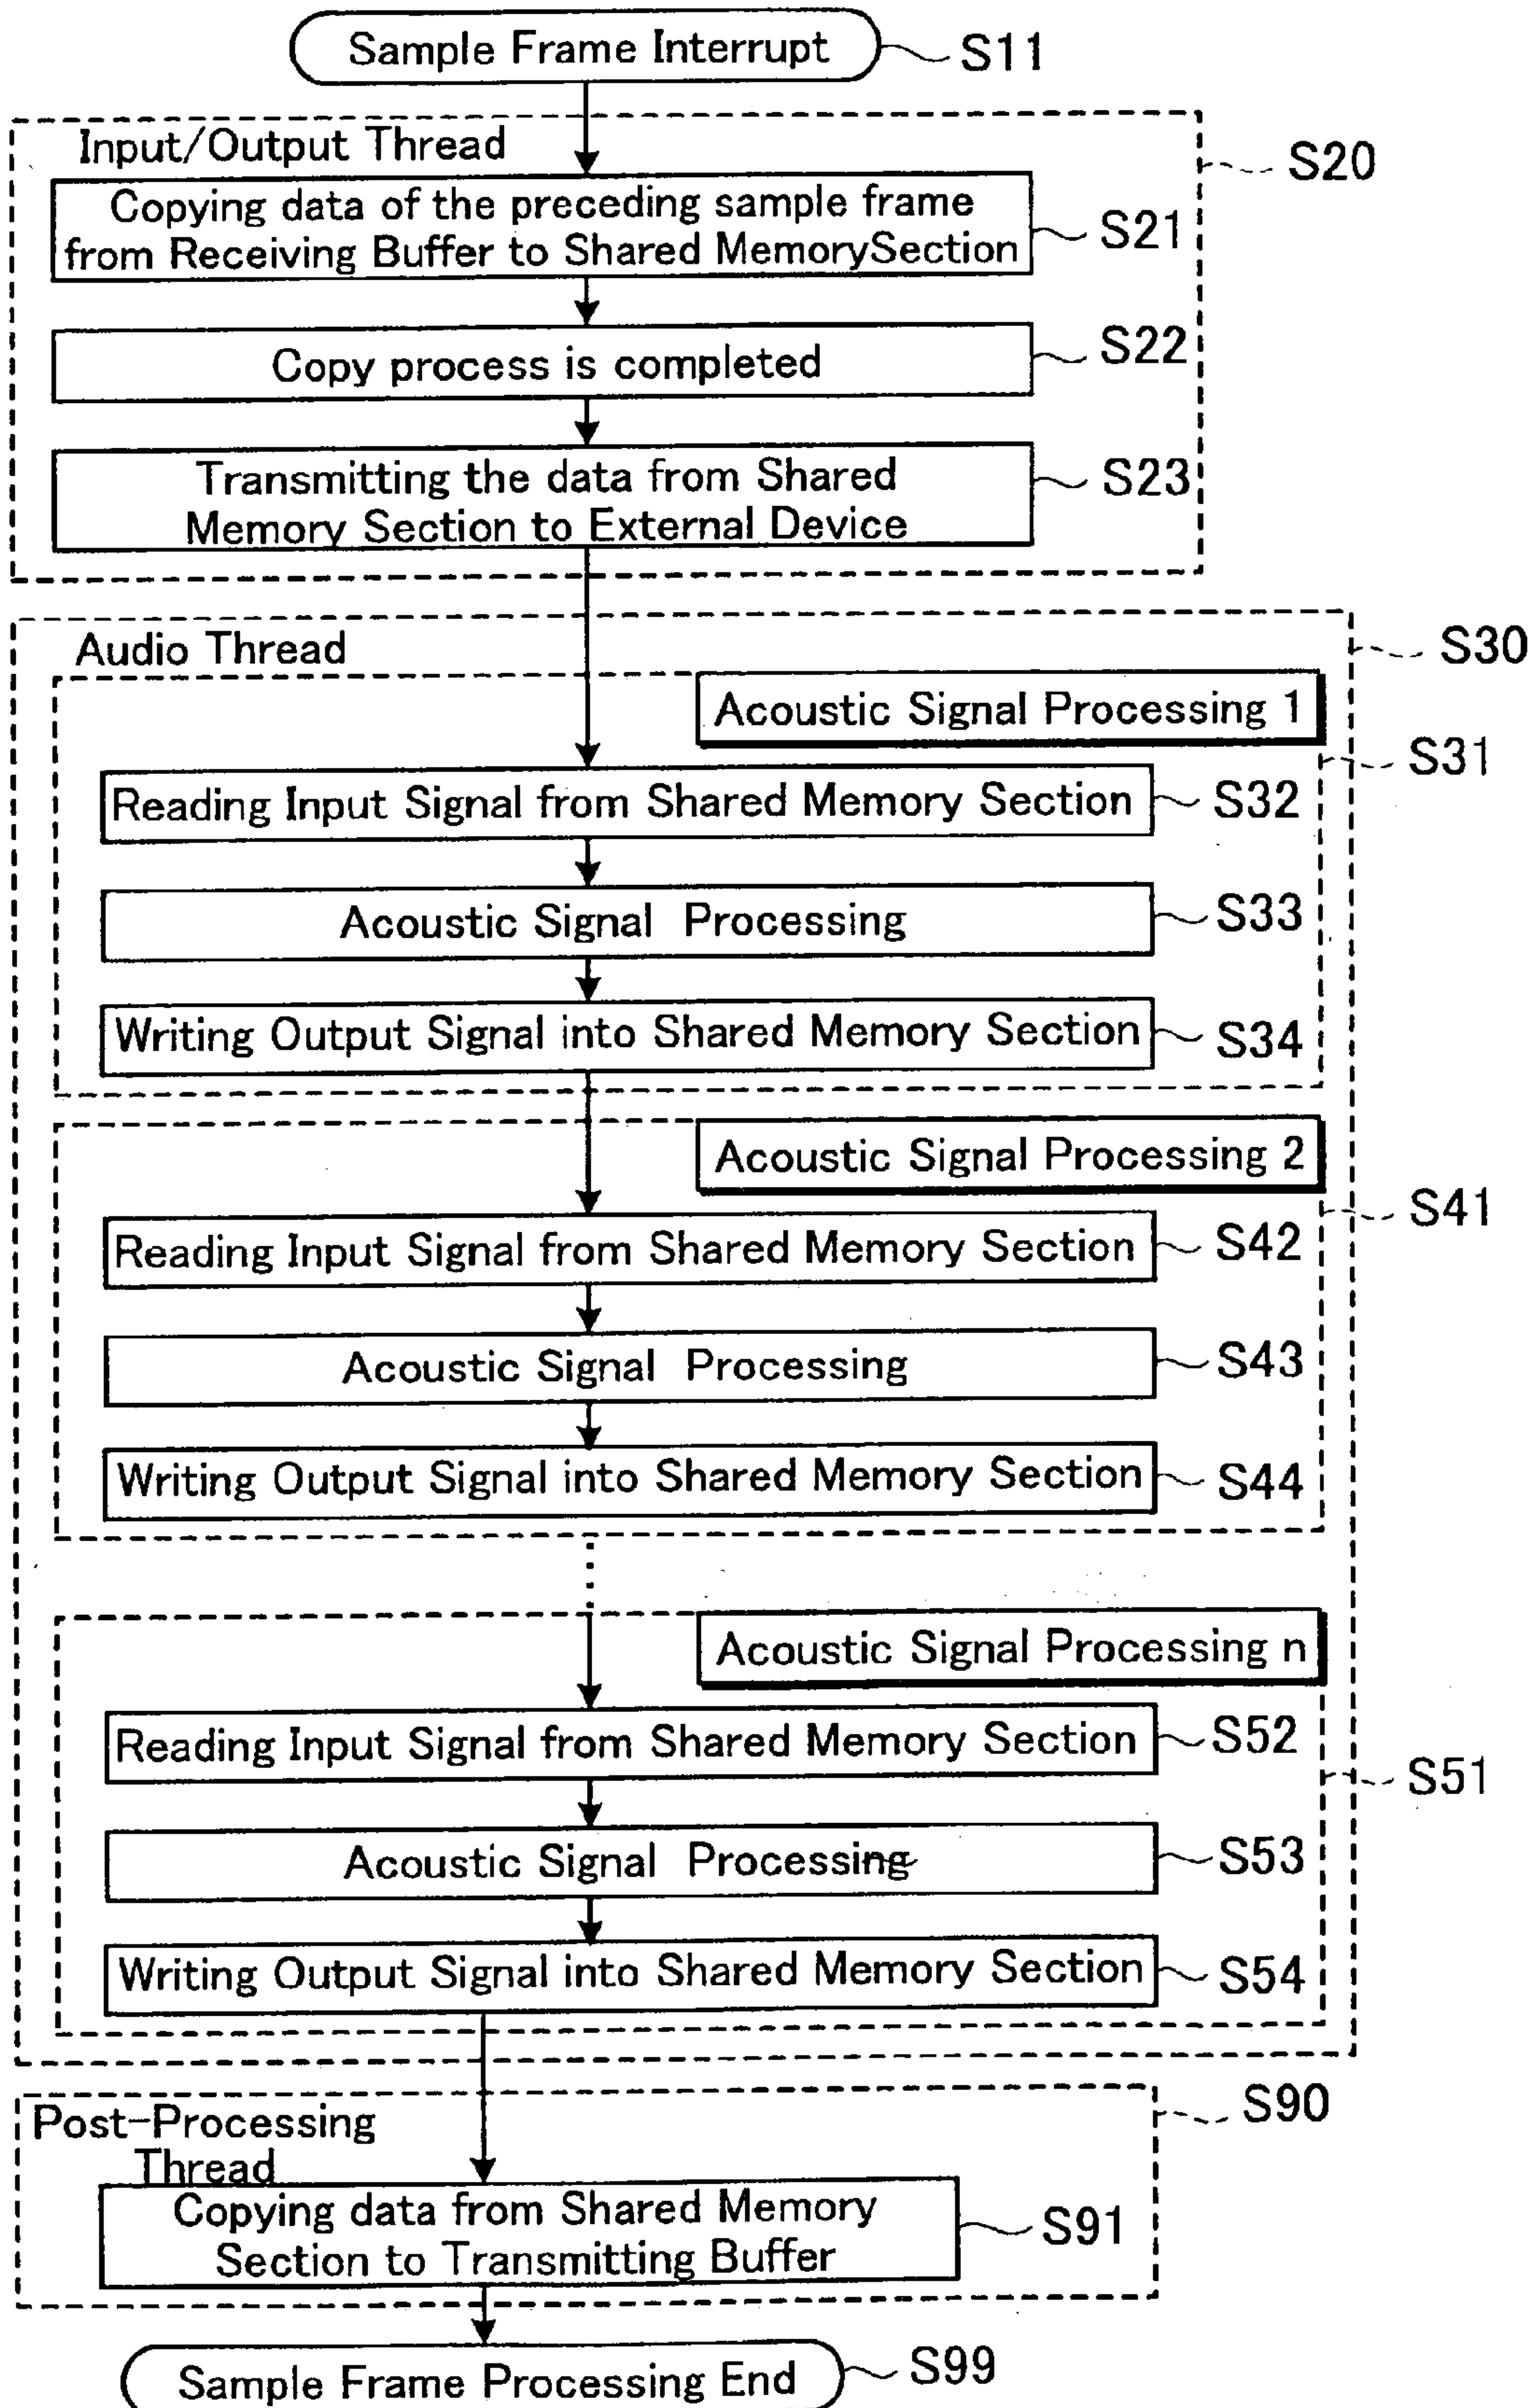 Sample Frame Interrupt
S11
Input/Output Thread
S20
Copying data of the preceding sample frame
from Receiving Buffer to Shared MemorySection
S21
Copy process is completed
S22
Transmitting the data from Shared
Memory Section to External Device
S23
Audio Thread
S30
Acoustic Signal Processing 1
S31
Reading Input Signal from Shared Memory Section
S32
Acoustic Signal Processing
S33
Writing Output Signal into Shared Memory Section
S34
Acoustic Signal Processing 2
S41
Reading Input Signal from Shared Memory Section
S42
Acoustic Signal Processing
S43
Writing Output Signal into Shared Memory Section
S44
Acoustic Signal Processing n
S51
Reading Input Signal from Shared Memory Section
S52
Acoustic Signal Processing
S53
Writing Output Signal into Shared Memory Section
S54
Post-Processing
Thread
S90
Copying data from Shared Memory
Section to Transmitting Buffer
S91
Sample Frame Processing End
S99